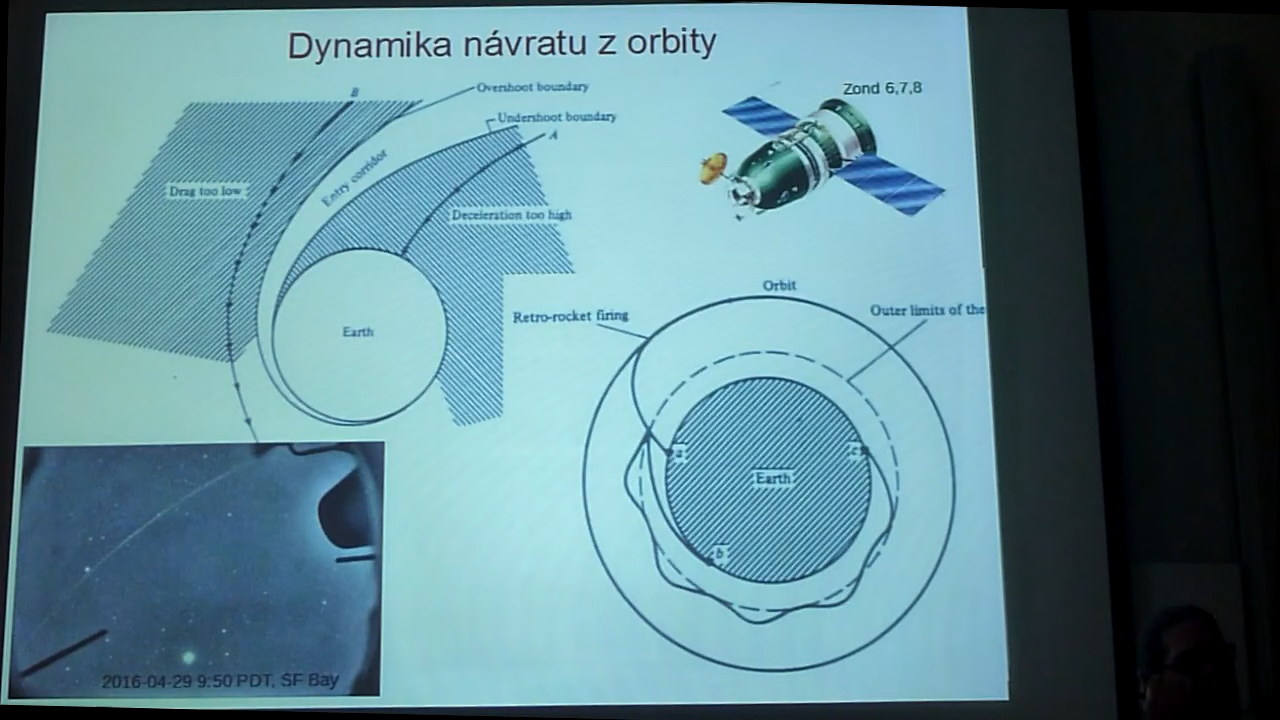 Dynamika návratu z orbity
B
Overshoot boundary
Undershoot boundary
A
Zond 6,7,8
Entry corridor
Drag too low
Deceleration too high
Earth
Orbit
Retro-rocket firing
Outer limits of the
a
c
Earth
b
2016-04-29 9:50 PDT, SF Bay